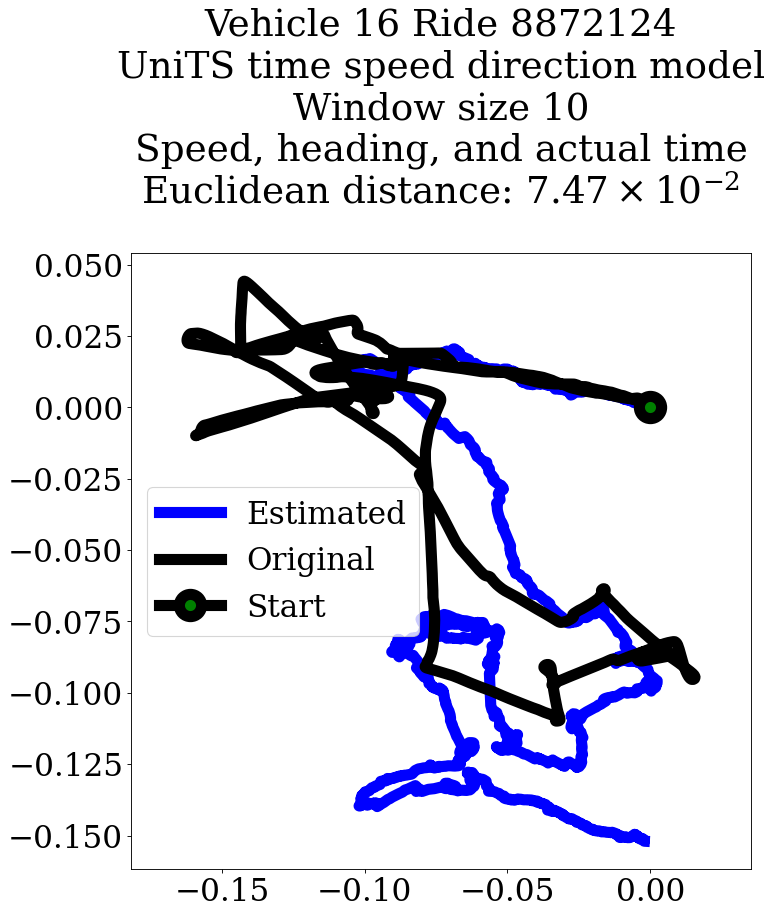 Vehicle 16 Ride 8872124
UniTS time speed direction model
Window size 10
Speed, heading, and actual time
Euclidean distance: 7.47 × 10⁻²
0.050
0.025
0.000
−0.025
−0.050
−0.075
−0.100
−0.125
−0.150
Estimated
Original
Start
−0.15 −0.10 −0.05 0.00